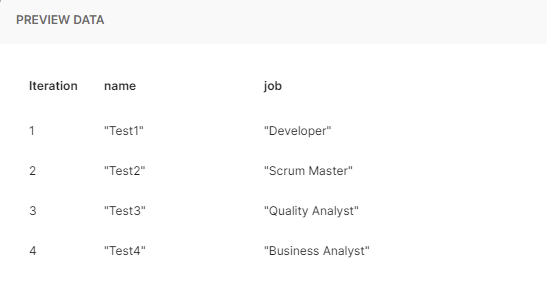 PREVIEW DATA
Iteration name job
1 "Test1" "Developer"
2 "Test2" "Scrum Master"
3 "Test3" "Quality Analyst"
4 "Test4" "Business Analyst"